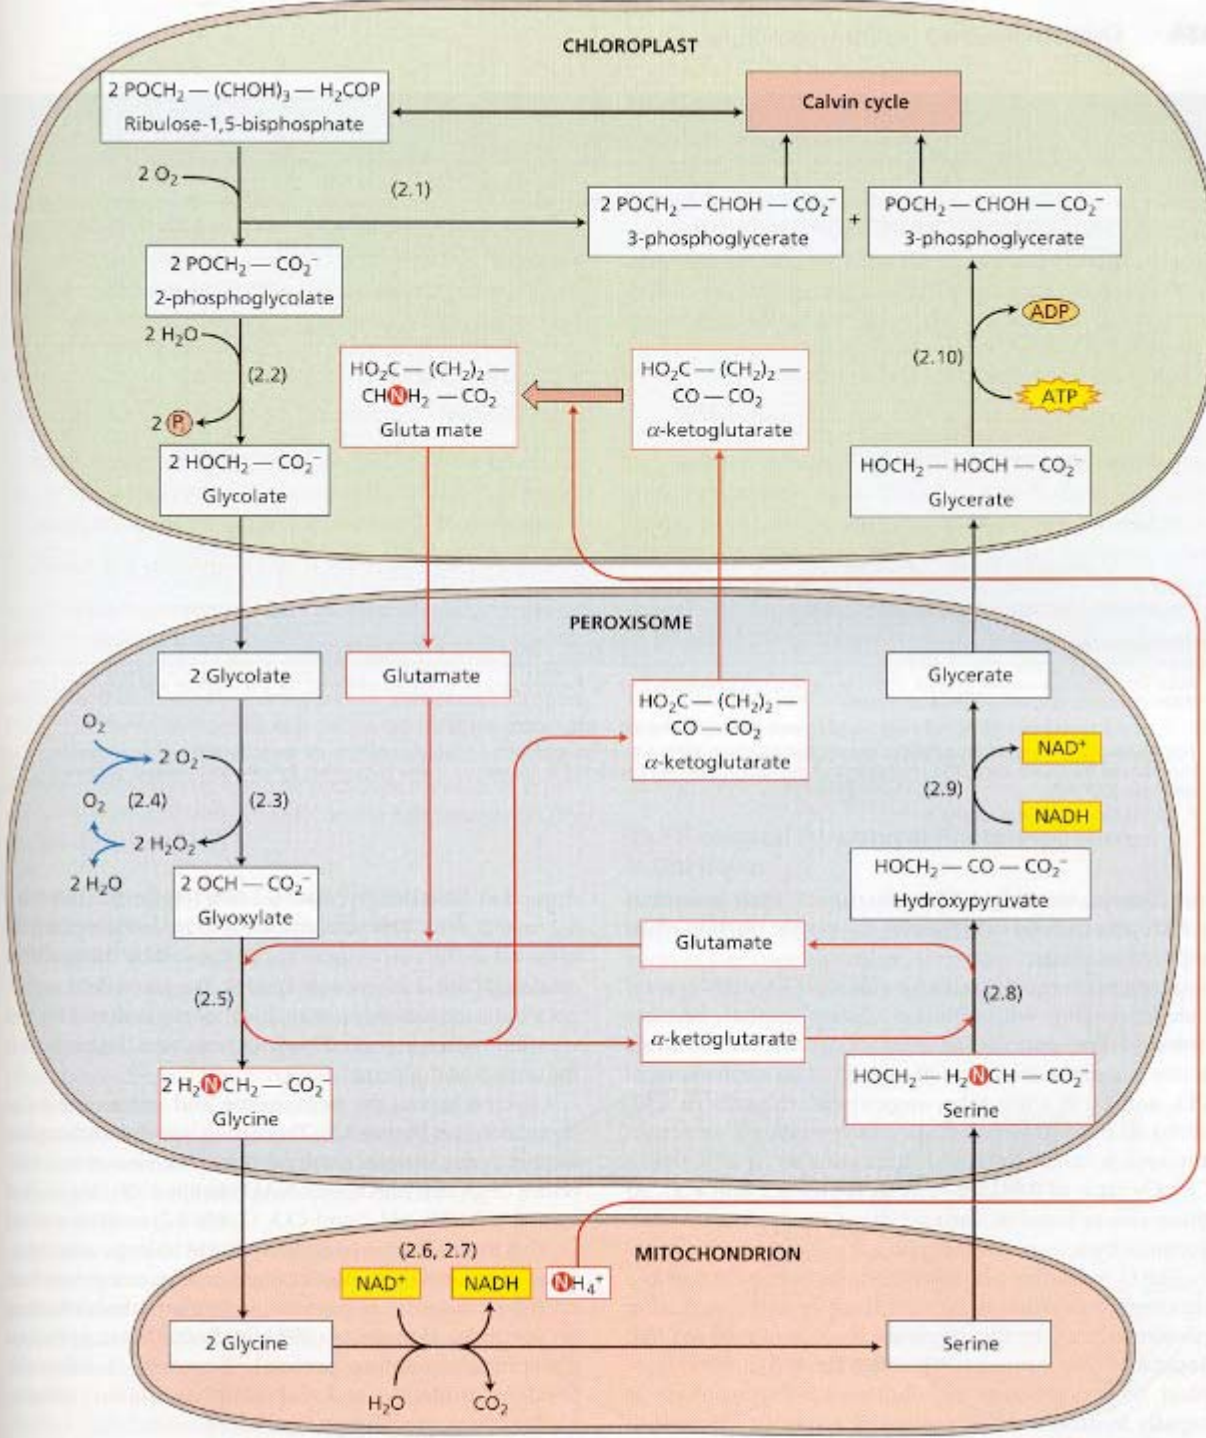 CHLOROPLAST
2 POCH₂ — (CHOH)₃ — H₂COP
Ribulose-1,5-bisphosphate
Calvin cycle
2 O₂
(2.1)
2 POCH₂ — CHOH — CO₂⁻
3-phosphoglycerate
+
POCH₂ — CHOH — CO₂⁻
3-phosphoglycerate
2 POCH₂ — CO₂⁻
2-phosphoglycolate
2 H₂O
(2.2)
2 Pᵢ
HO₂C — (CH₂)₂ —
CHNH₂ — CO₂
Gluta mate
HO₂C — (CH₂)₂ —
CO — CO₂
α-ketoglutarate
ADP
(2.10)
ATP
2 HOCH₂ — CO₂⁻
Glycolate
HOCH₂ — HOCH — CO₂⁻
Glycerate
PEROXISOME
2 Glycolate
Glutamate
HO₂C — (CH₂)₂ —
CO — CO₂
α-ketoglutarate
Glycerate
O₂
2 O₂
O₂
(2.4)
(2.3)
2 H₂O₂
2 H₂O
NAD⁺
(2.9)
NADH
2 OCH — CO₂⁻
Glyoxylate
HOCH₂ — CO — CO₂⁻
Hydroxypyruvate
Glutamate
(2.5)
(2.8)
α-ketoglutarate
2 H₂NCH₂ — CO₂⁻
Glycine
HOCH₂ — H₂NCH — CO₂⁻
Serine
MITOCHONDRION
(2.6, 2.7)
NAD⁺
NADH
NH₄⁺
2 Glycine
Serine
H₂O
CO₂